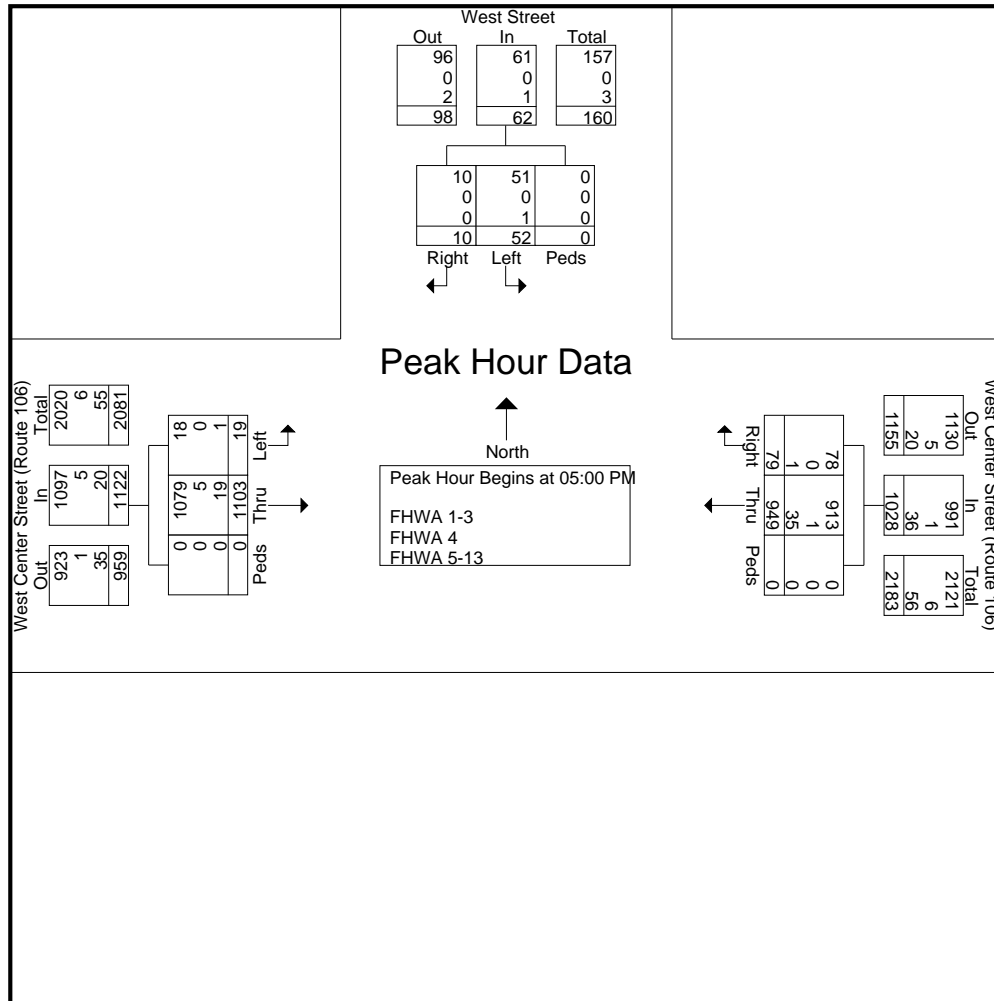 West Street
Out In Total
96 61 157
0 0 0
2 1 3
98 62 160
10 51 0
0 0 0
0 1 0
10 52 0
Right Left Peds
Peak Hour Data
North
Peak Hour Begins at 05:00 PM
FHWA 1-3
FHWA 4
FHWA 5-13
West Center Street (Route 106)
Out In Total
923 1097 2020
1 5 6
35 20 55
959 1122 2081
Left Thru Peds
18 1079 0
0 5 0
1 19 0
19 1103 0
West Center Street (Route 106)
Out In Total
1130 991 2121
5 1 6
20 36 56
1155 1028 2183
Right Thru Peds
78 913 0
0 1 0
1 35 0
79 949 0